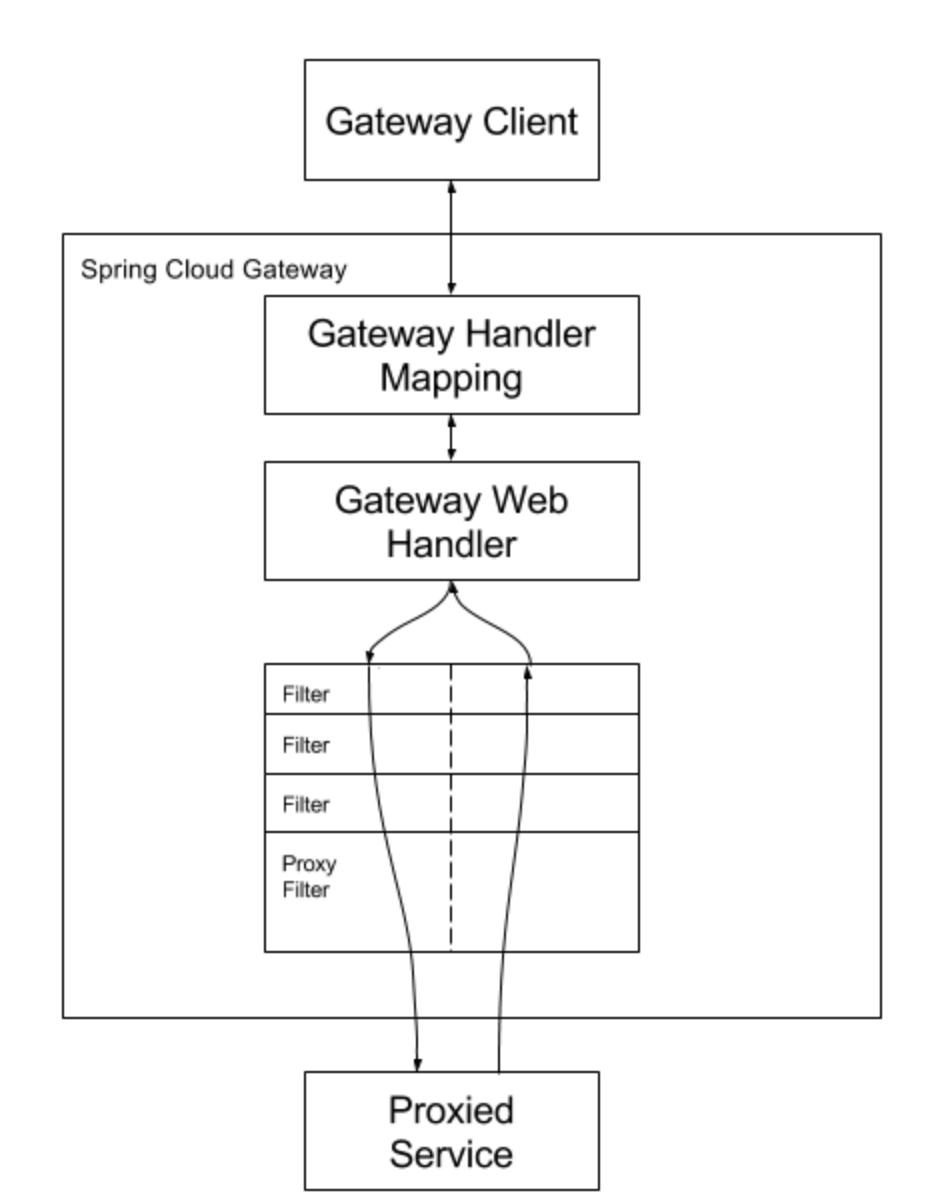 Gateway Client
Spring Cloud Gateway
Gateway Handler
Mapping
Gateway Web
Handler
Filter
Filter
Filter
Proxy
Filter
Proxied
Service